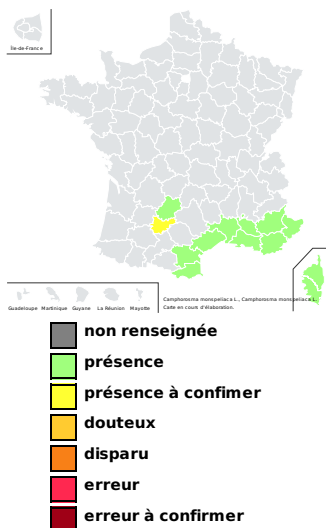 Île-de-France
Guadeloupe Martinique Guyane La Réunion Mayotte
Camphorosma monspeliaca L., Camphorosma monspeliaca L.
Carte en cours d'élaboration.
non renseignée
présence
présence à confimer
douteux
disparu
erreur
erreur à confirmer